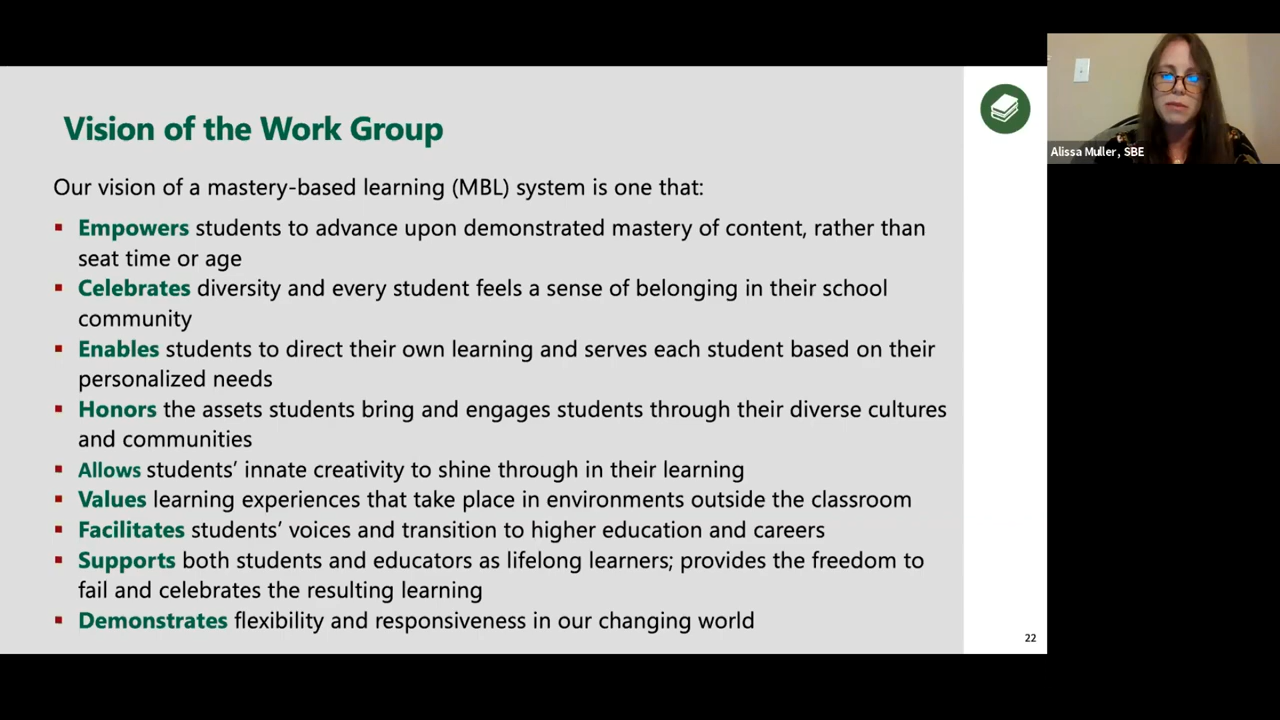 Vision of the Work Group
Our vision of a mastery-based learning (MBL) system is one that:
▪ Empowers students to advance upon demonstrated mastery of content, rather than
seat time or age
▪ Celebrates diversity and every student feels a sense of belonging in their school
community
▪ Enables students to direct their own learning and serves each student based on their
personalized needs
▪ Honors the assets students bring and engages students through their diverse cultures
and communities
▪ Allows students’ innate creativity to shine through in their learning
▪ Values learning experiences that take place in environments outside the classroom
▪ Facilitates students’ voices and transition to higher education and careers
▪ Supports both students and educators as lifelong learners; provides the freedom to
fail and celebrates the resulting learning
▪ Demonstrates flexibility and responsiveness in our changing world
22
Alissa Muller, SBE